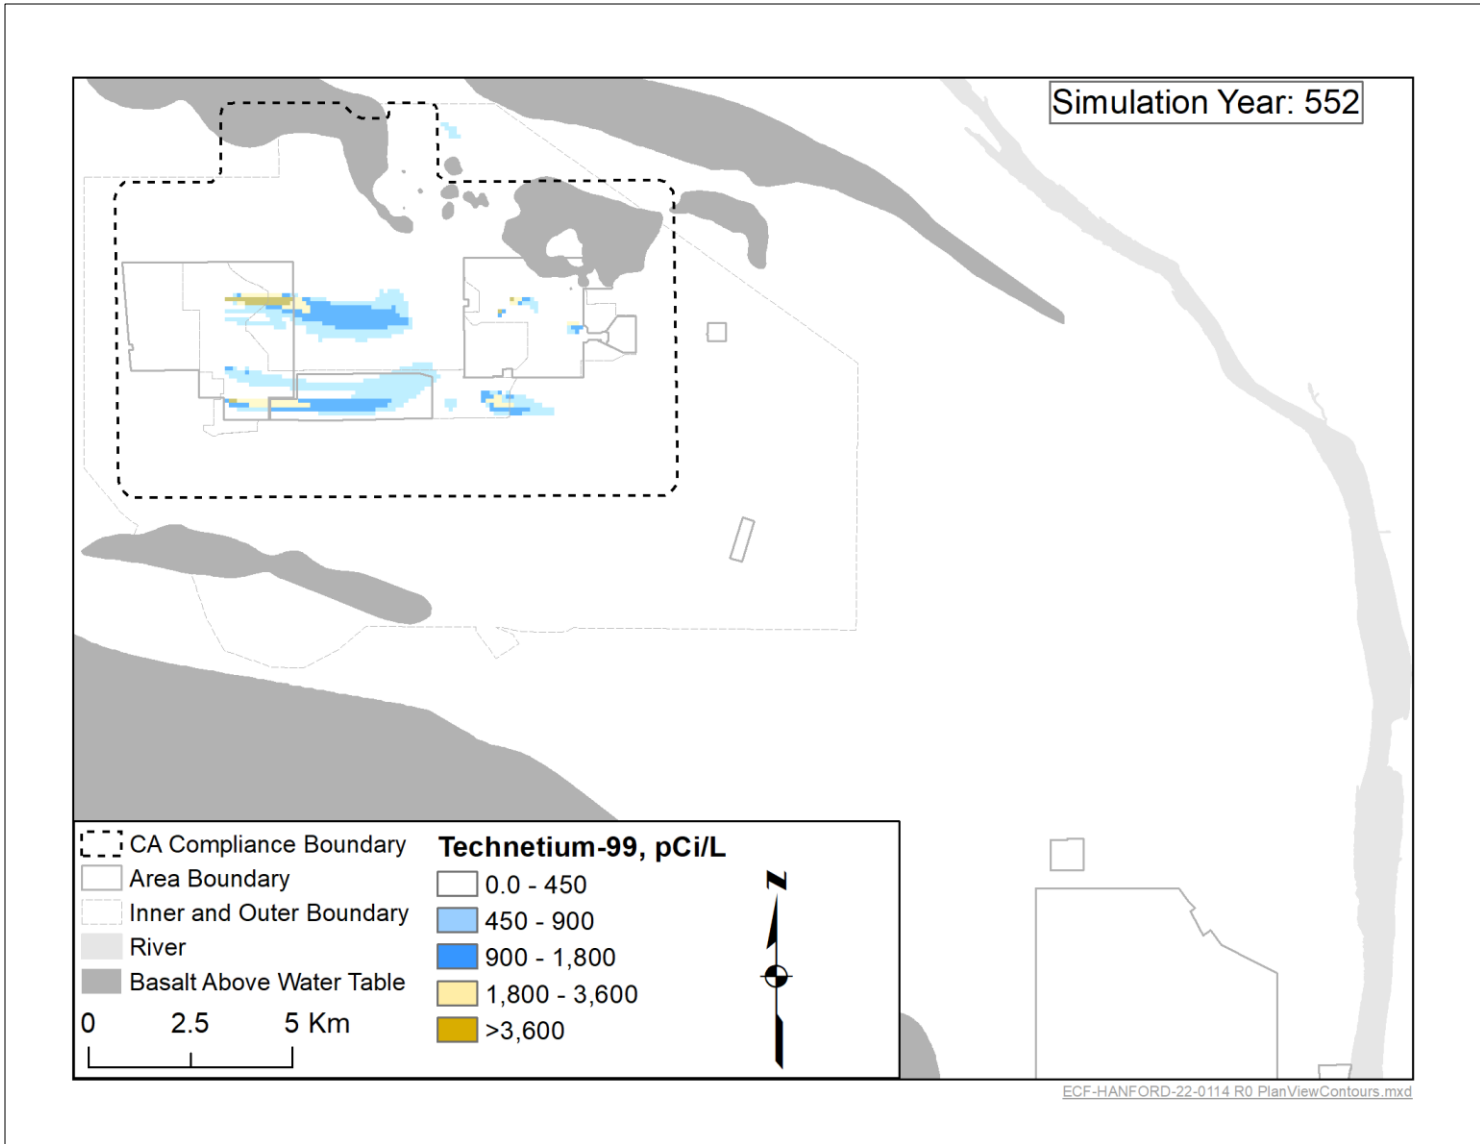 Simulation Year: 552
CA Compliance Boundary
Area Boundary
Inner and Outer Boundary
River
Basalt Above Water Table
0 2.5 5 Km
Technetium-99, pCi/L
0.0 - 450
450 - 900
900 - 1,800
1,800 - 3,600
>3,600
N
ECF-HANFORD-22-0114 R0 PlanViewContours.mxd